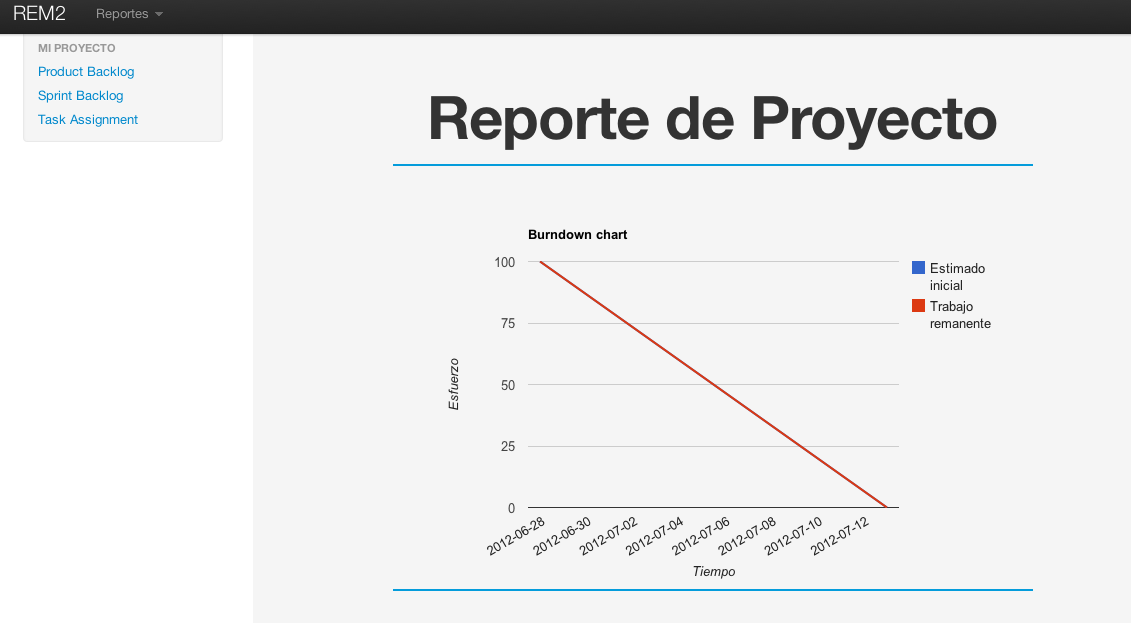 REM2 Reportes
MI PROYECTO
Product Backlog
Sprint Backlog
Task Assignment
Reporte de Proyecto
Burndown chart
100
75
50
25
0
Esfuerzo
2012-06-28
2012-06-30
2012-07-02
2012-07-04
2012-07-06
2012-07-08
2012-07-10
2012-07-12
Tiempo
Estimado
inicial
Trabajo
remanente